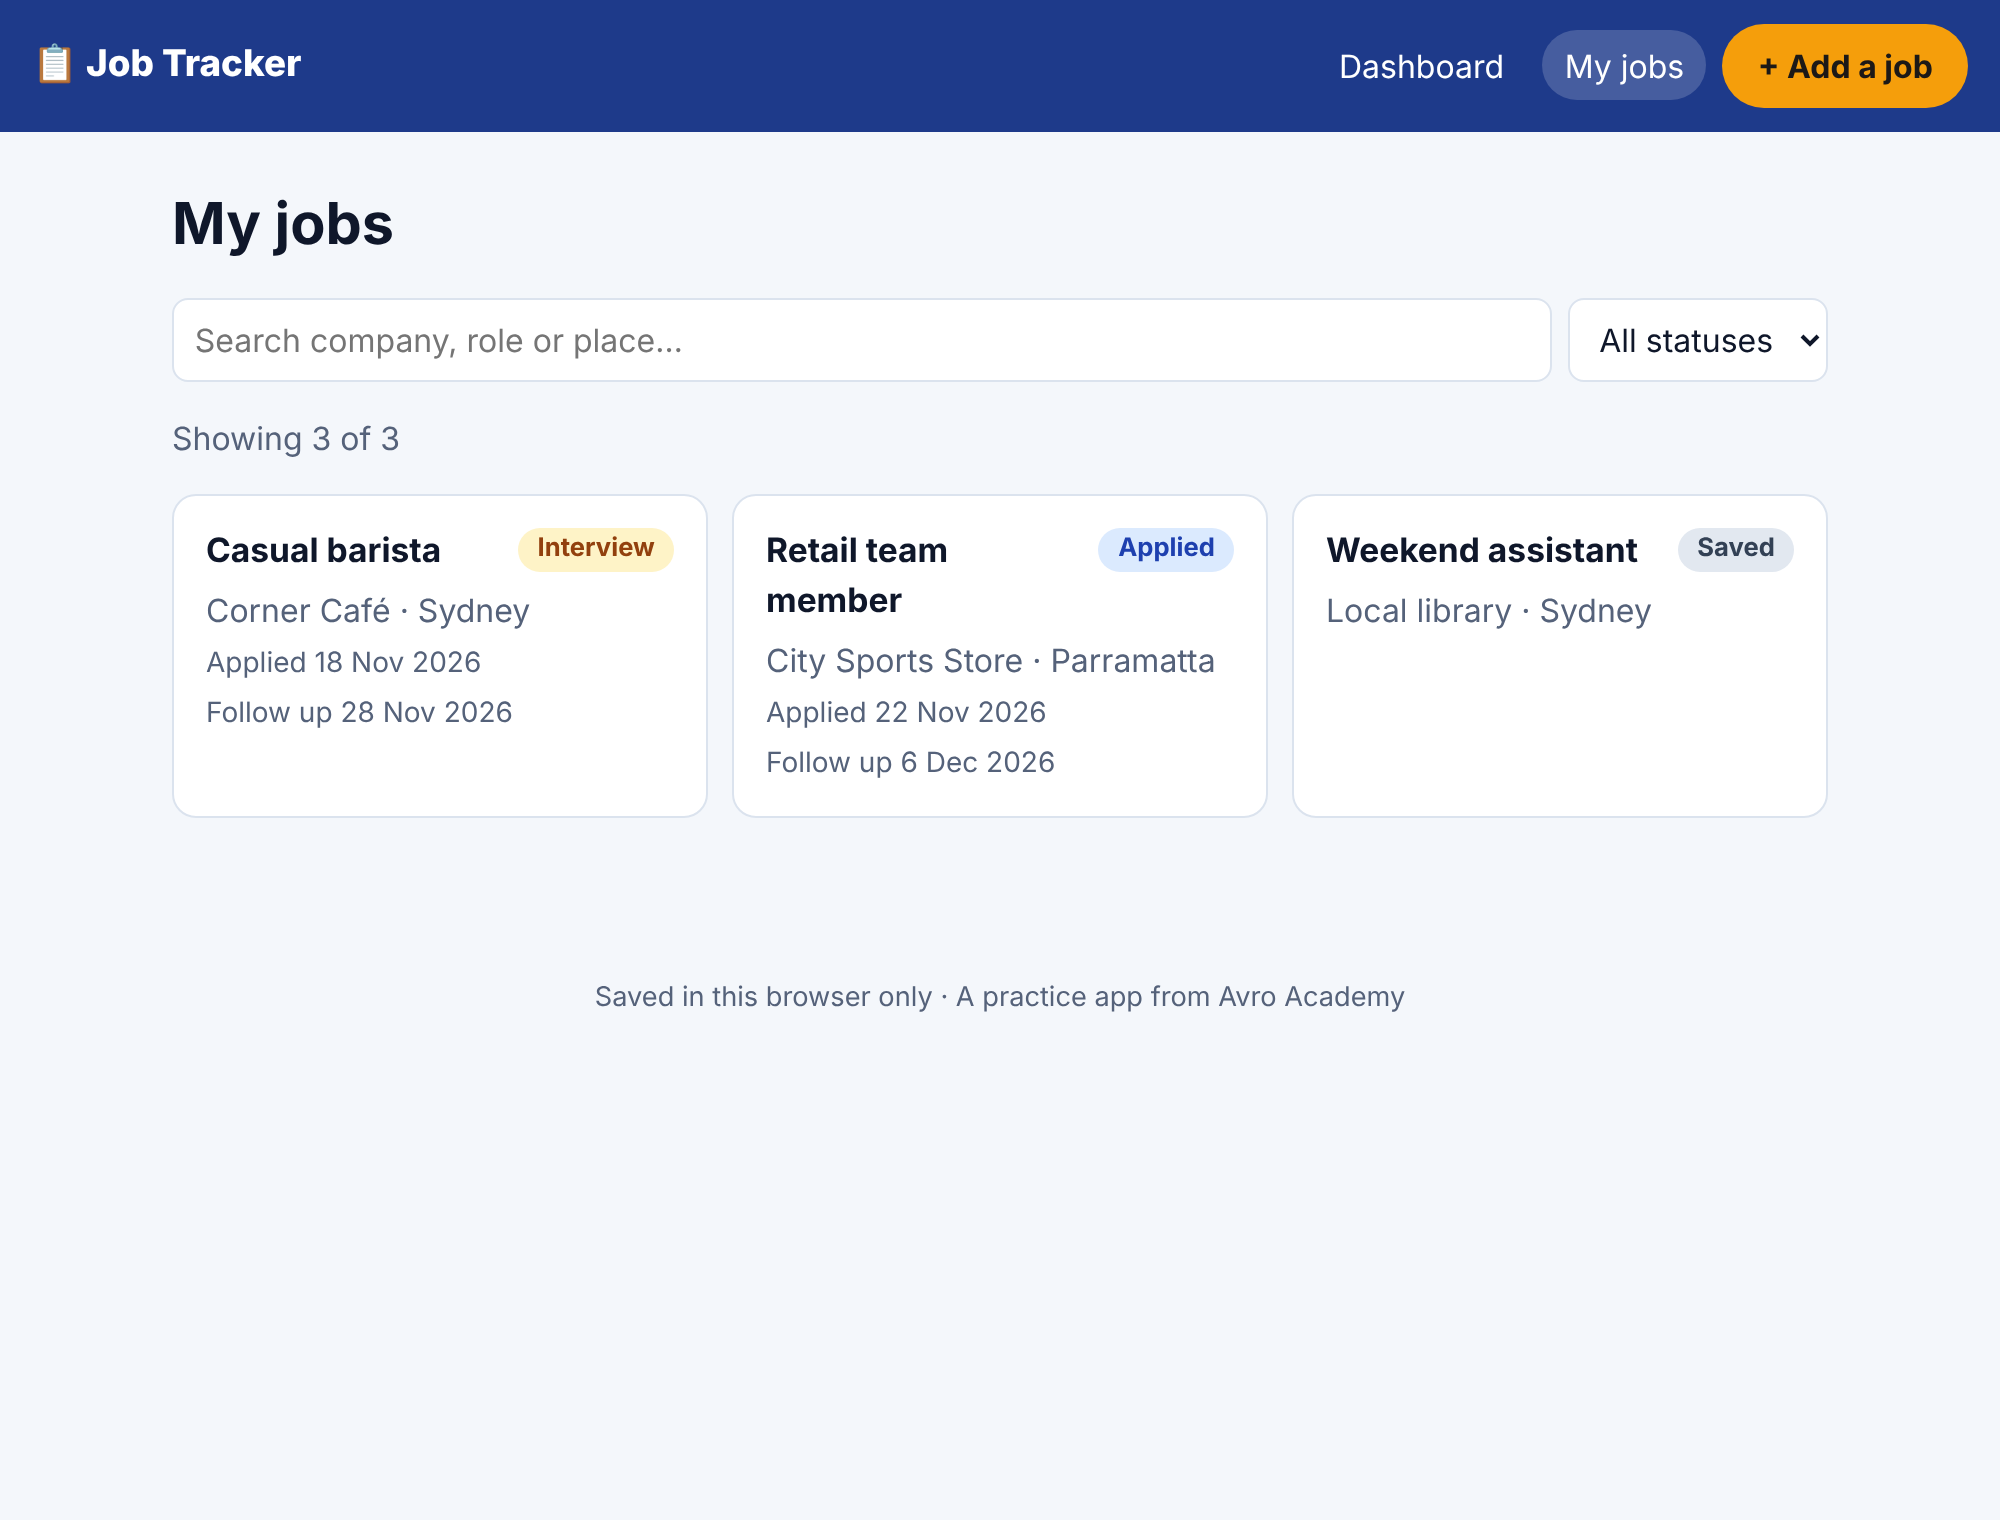 📋 Job Tracker
Dashboard
My jobs
+ Add a job
My jobs
Search company, role or place...
All statuses
Showing 3 of 3
Casual barista
Interview
Corner Café · Sydney
Applied 18 Nov 2026
Follow up 28 Nov 2026
Retail team
member
Applied
City Sports Store · Parramatta
Applied 22 Nov 2026
Follow up 6 Dec 2026
Weekend assistant
Saved
Local library · Sydney
Saved in this browser only · A practice app from Avro Academy